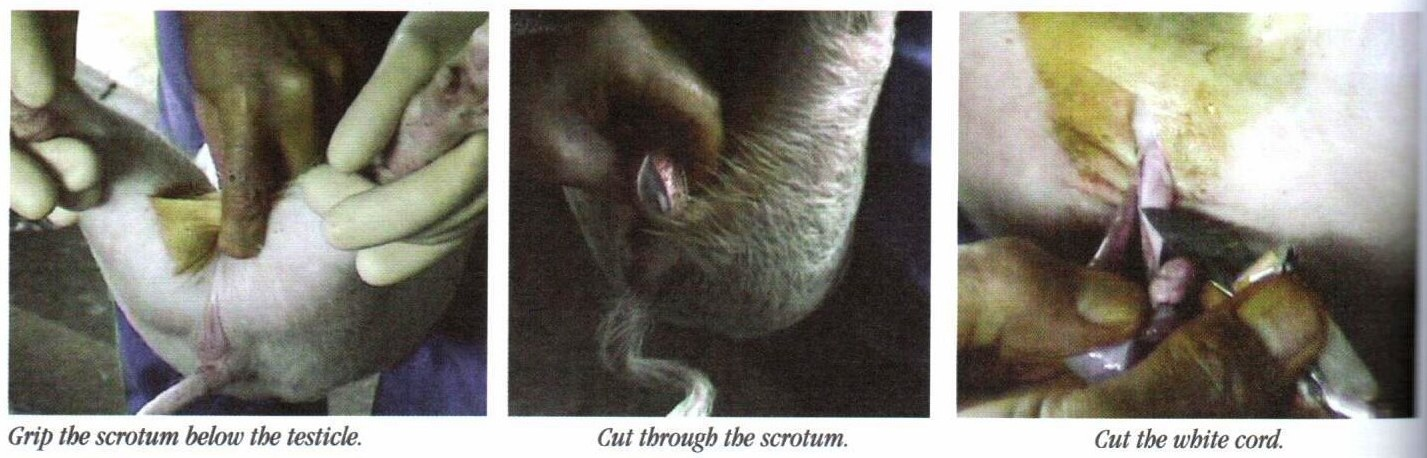 Grip the scrotum below the testicle.
Cut through the scrotum.
Cut the white cord.